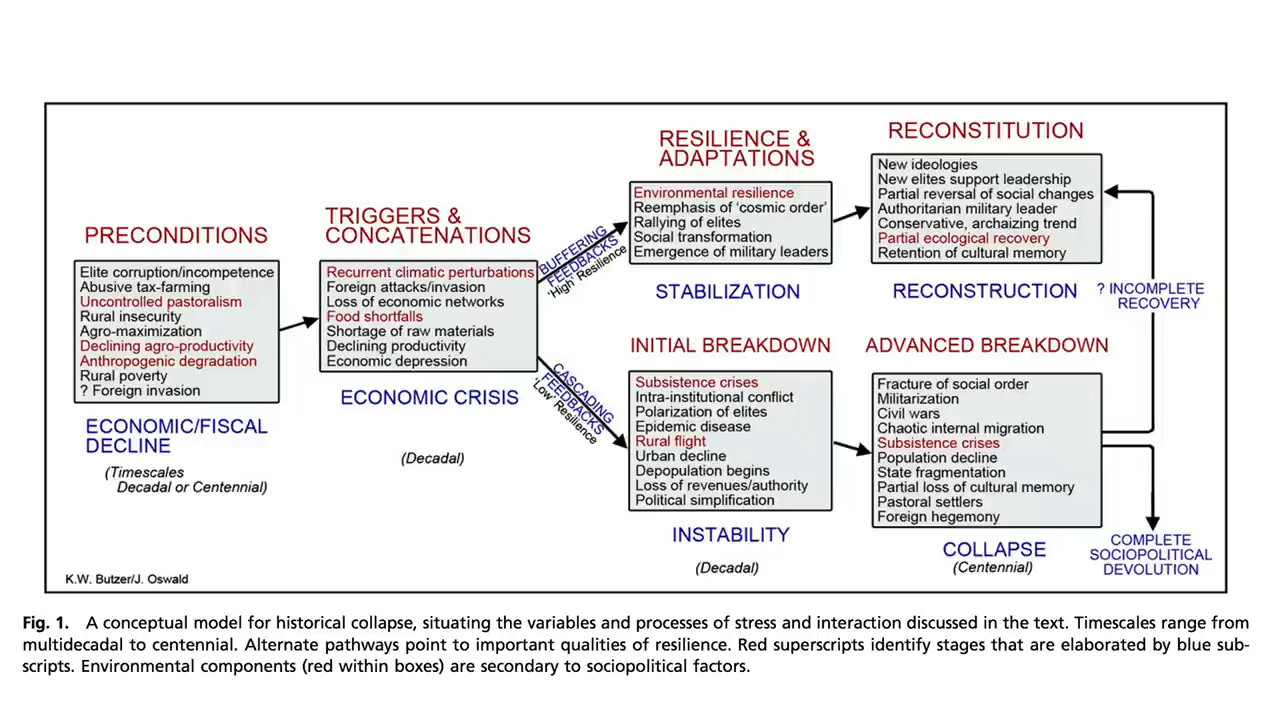 PRECONDITIONS
Elite corruption/incompetence
Abusive tax-farming
Uncontrolled pastoralism
Rural insecurity
Agro-maximization
Declining agro-productivity
Anthropogenic degradation
Rural poverty
? Foreign invasion
ECONOMIC/FISCAL
DECLINE
(Timescales
Decadal or Centennial)
TRIGGERS &
CONCATENATIONS
Recurrent climatic perturbations
Foreign attacks/invasion
Loss of economic networks
Food shortfalls
Shortage of raw materials
Declining productivity
Economic depression
ECONOMIC CRISIS
(Decadal)
BUFFERING
FEEDBACKS
'High' Resilience
CASCADING
FEEDBACKS
'Low' Resilience
RESILIENCE &
ADAPTATIONS
Environmental resilience
Reemphasis of 'cosmic order'
Rallying of elites
Social transformation
Emergence of military leaders
STABILIZATION
RECONSTITUTION
New ideologies
New elites support leadership
Partial reversal of social changes
Authoritarian military leader
Conservative, archaizing trend
Partial ecological recovery
Retention of cultural memory
RECONSTRUCTION
? INCOMPLETE
RECOVERY
INITIAL BREAKDOWN
Subsistence crises
Intra-institutional conflict
Polarization of elites
Epidemic disease
Rural flight
Urban decline
Depopulation begins
Loss of revenues/authority
Political simplification
INSTABILITY
(Decadal)
ADVANCED BREAKDOWN
Fracture of social order
Militarization
Civil wars
Chaotic internal migration
Subsistence crises
Population decline
State fragmentation
Partial loss of cultural memory
Pastoral settlers
Foreign hegemony
COLLAPSE
(Centennial)
COMPLETE
SOCIOPOLITICAL
DEVOLUTION
K.W. Butzer/J. Oswald
Fig. 1. A conceptual model for historical collapse, situating the variables and processes of stress and interaction discussed in the text. Timescales range from
multidecadal to centennial. Alternate pathways point to important qualities of resilience. Red superscripts identify stages that are elaborated by blue sub-
scripts. Environmental components (red within boxes) are secondary to sociopolitical factors.